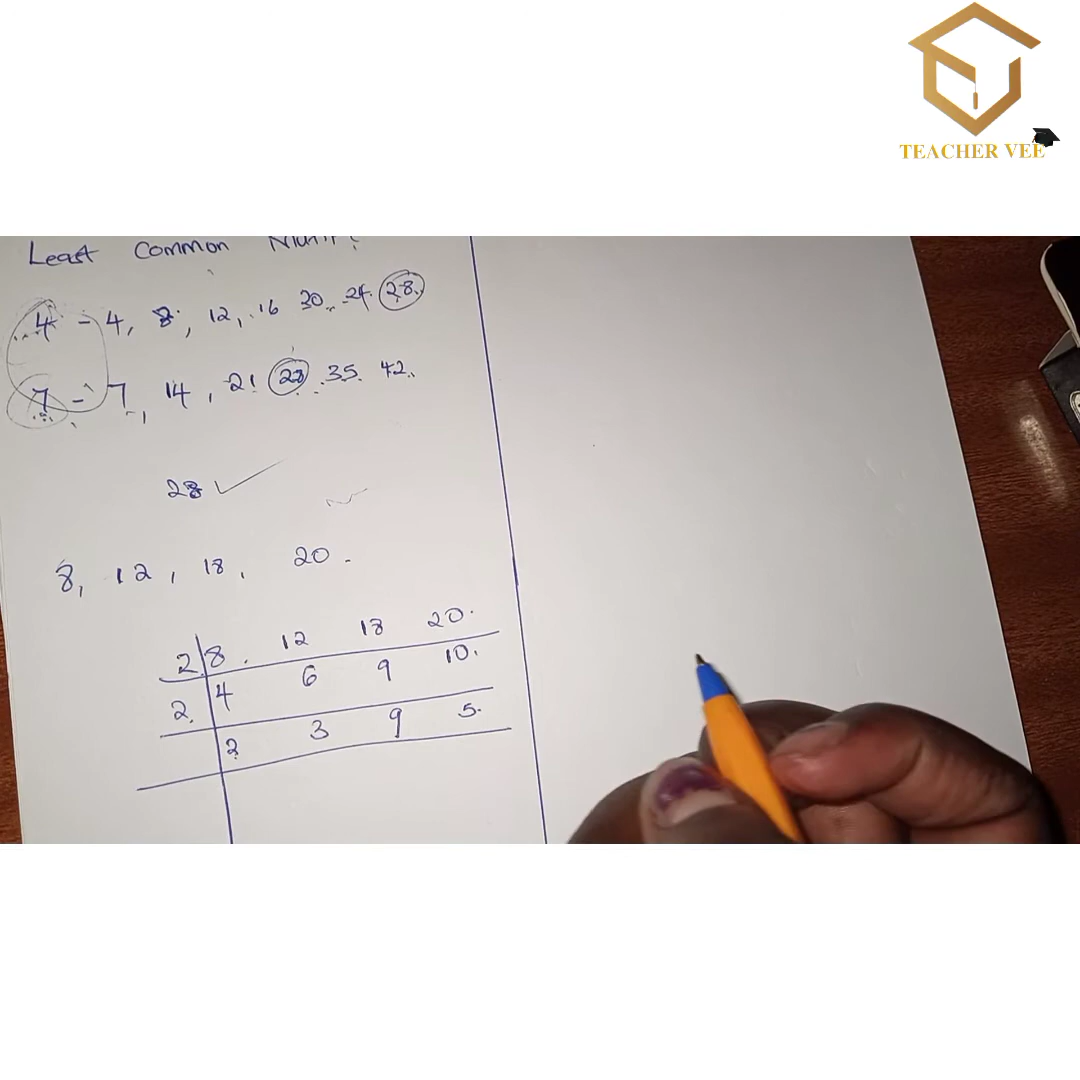 TEACHER VEE
Least Common
4 - 4, 8, 12, 16 20 24. 28.
7 - 7, 14, 21 28 35. 42.
28 ✓
8, 12, 18, 20.
2 8. 12 18 20.
2. 4 6 9 10.
2 3 9 5.